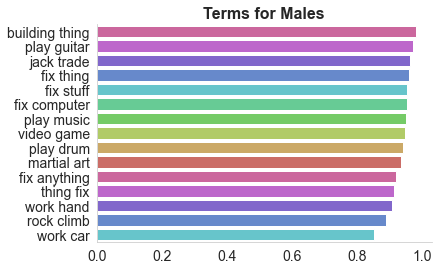 Terms for Males
building thing
play guitar
jack trade
fix thing
fix stuff
fix computer
play music
video game
play drum
martial art
fix anything
thing fix
work hand
rock climb
work car
0.0 0.2 0.4 0.6 0.8 1.0